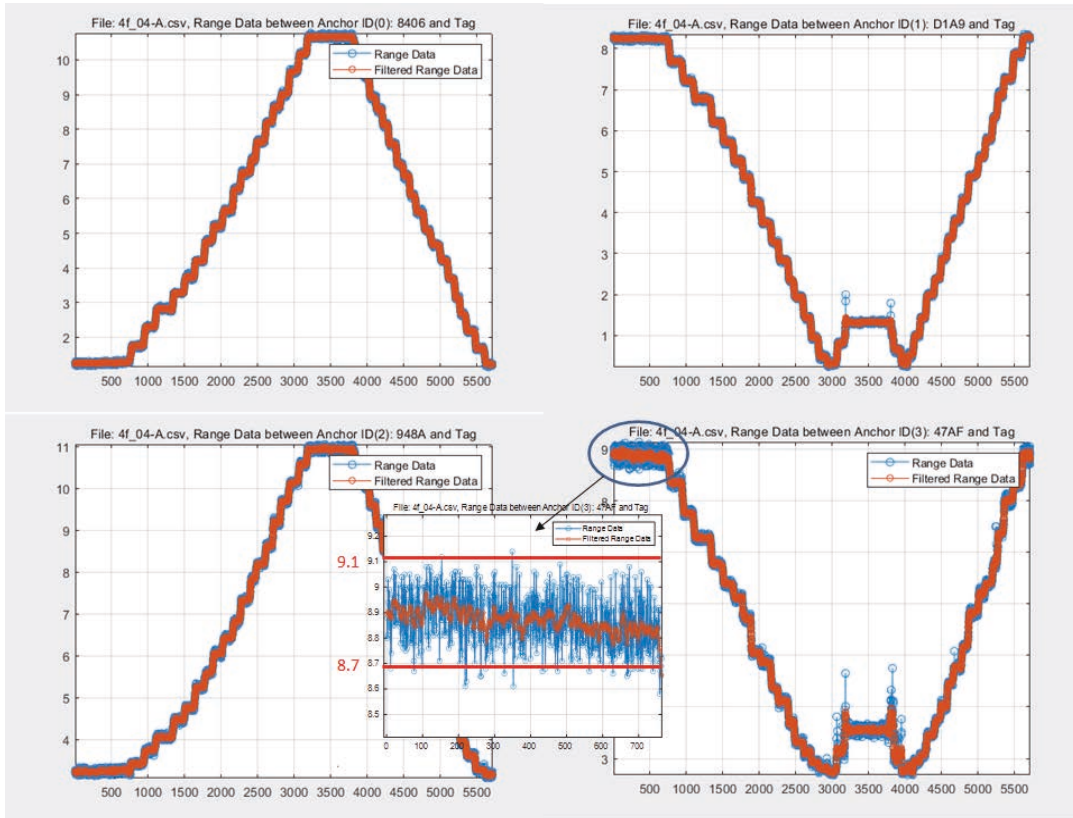 File: 4f_04-A.csv, Range Data between Anchor ID(0): 8406 and Tag
10
9
8
7
6
5
4
3
2
500 1000 1500 2000 2500 3000 3500 4000 4500 5000 5500
Range Data
Filtered Range Data
File: 4f_04-A.csv, Range Data between Anchor ID(1): D1A9 and Tag
8
7
6
5
4
3
2
1
500 1000 1500 2000 2500 3000 3500 4000 4500 5000 5500
Range Data
Filtered Range Data
File: 4f_04-A.csv, Range Data between Anchor ID(2): 948A and Tag
11
10
9
8
7
6
5
4
500 1000 1500 2000 2500 3000 3500 4000 4500 5000 5500
Range Data
Filtered Range Data
File: 4f_04-A.csv, Range Data between Anchor ID(3): 47AF and Tag
9
8
3
500 1000 1500 2000 2500 3000 3500 4000 4500 5000 5500
Range Data
Filtered Range Data
File: 4f_04-A.csv, Range Data between Anchor ID(3): 47AF and Tag
9.2
9.1
9
8.9
8.8
8.7
8.6
8.5
0 100 200 300 400 500 600 700
Range Data
Filtered Range Data
9.1
8.7